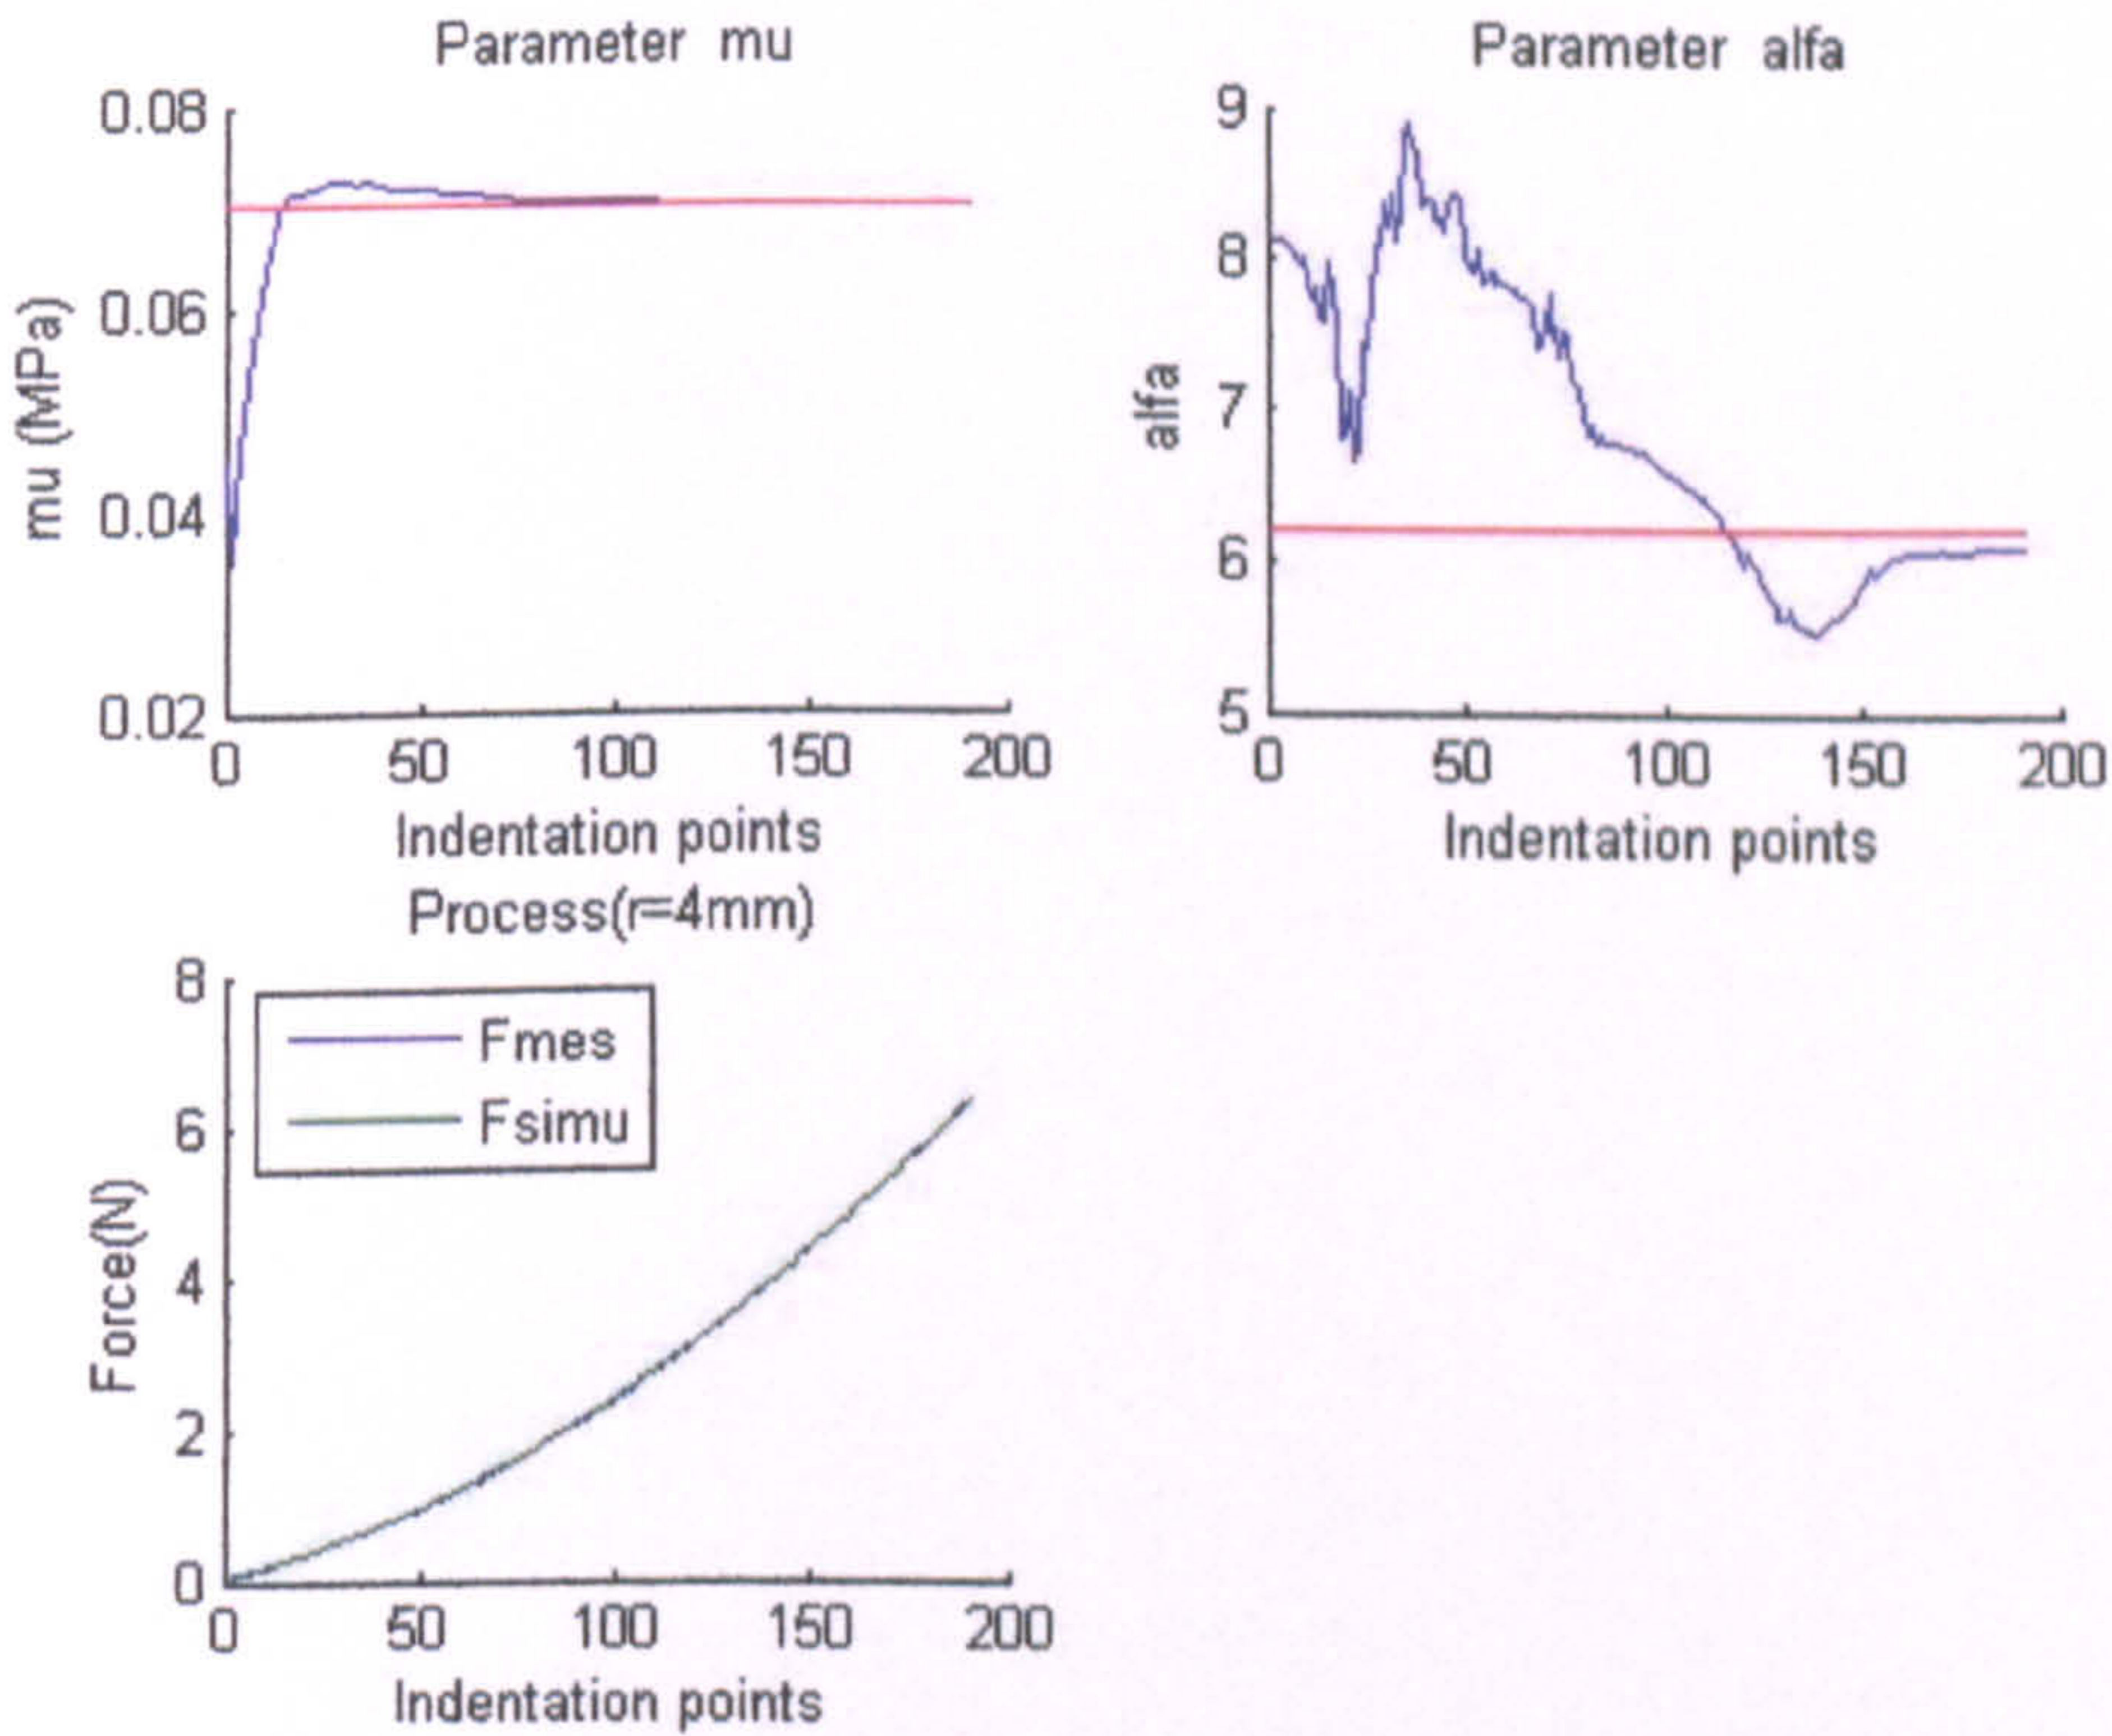 Parameter mu
0.08
0.06
0.04
0.02
mu (MPa)
0 50 100 150 200
Indentation points
Parameter alfa
9
8
7
6
5
alfa
0 50 100 150 200
Indentation points
Process(r=4mm)
8
6
4
2
0
Force(N)
Fmes
Fsimu
0 50 100 150 200
Indentation points